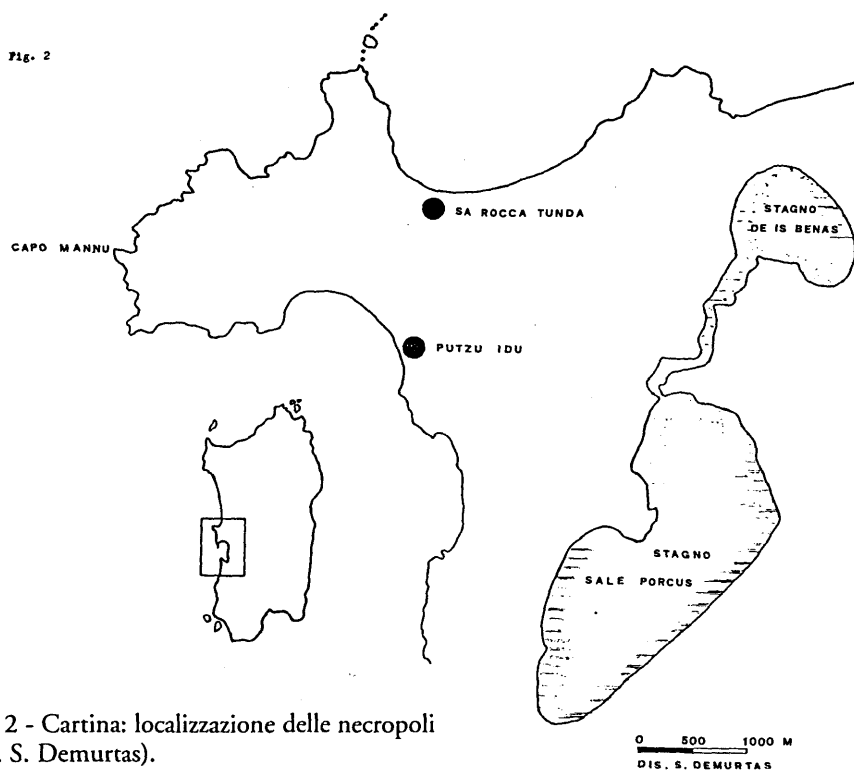 Fig. 2
SA ROCCA TUNDA
STAGNO
DE IS BENAS
CAPO MANNU
PUTZU IDU
STAGNO
SALE PORCUS
2 - Cartina: localizzazione delle necropoli
. S. Demurtas).
0 500 1000 M
DIS. S. DEMURTAS